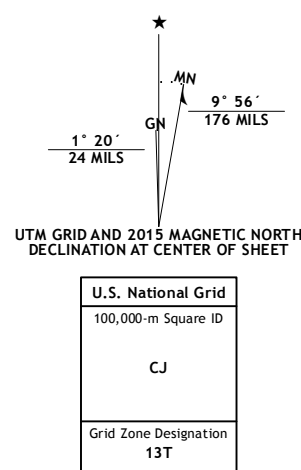 ★
MN
GN
9° 56´
176 MILS
1° 20´
24 MILS
UTM GRID AND 2015 MAGNETIC NORTH
DECLINATION AT CENTER OF SHEET
U.S. National Grid
100,000-m Square ID
CJ
Grid Zone Designation
13T